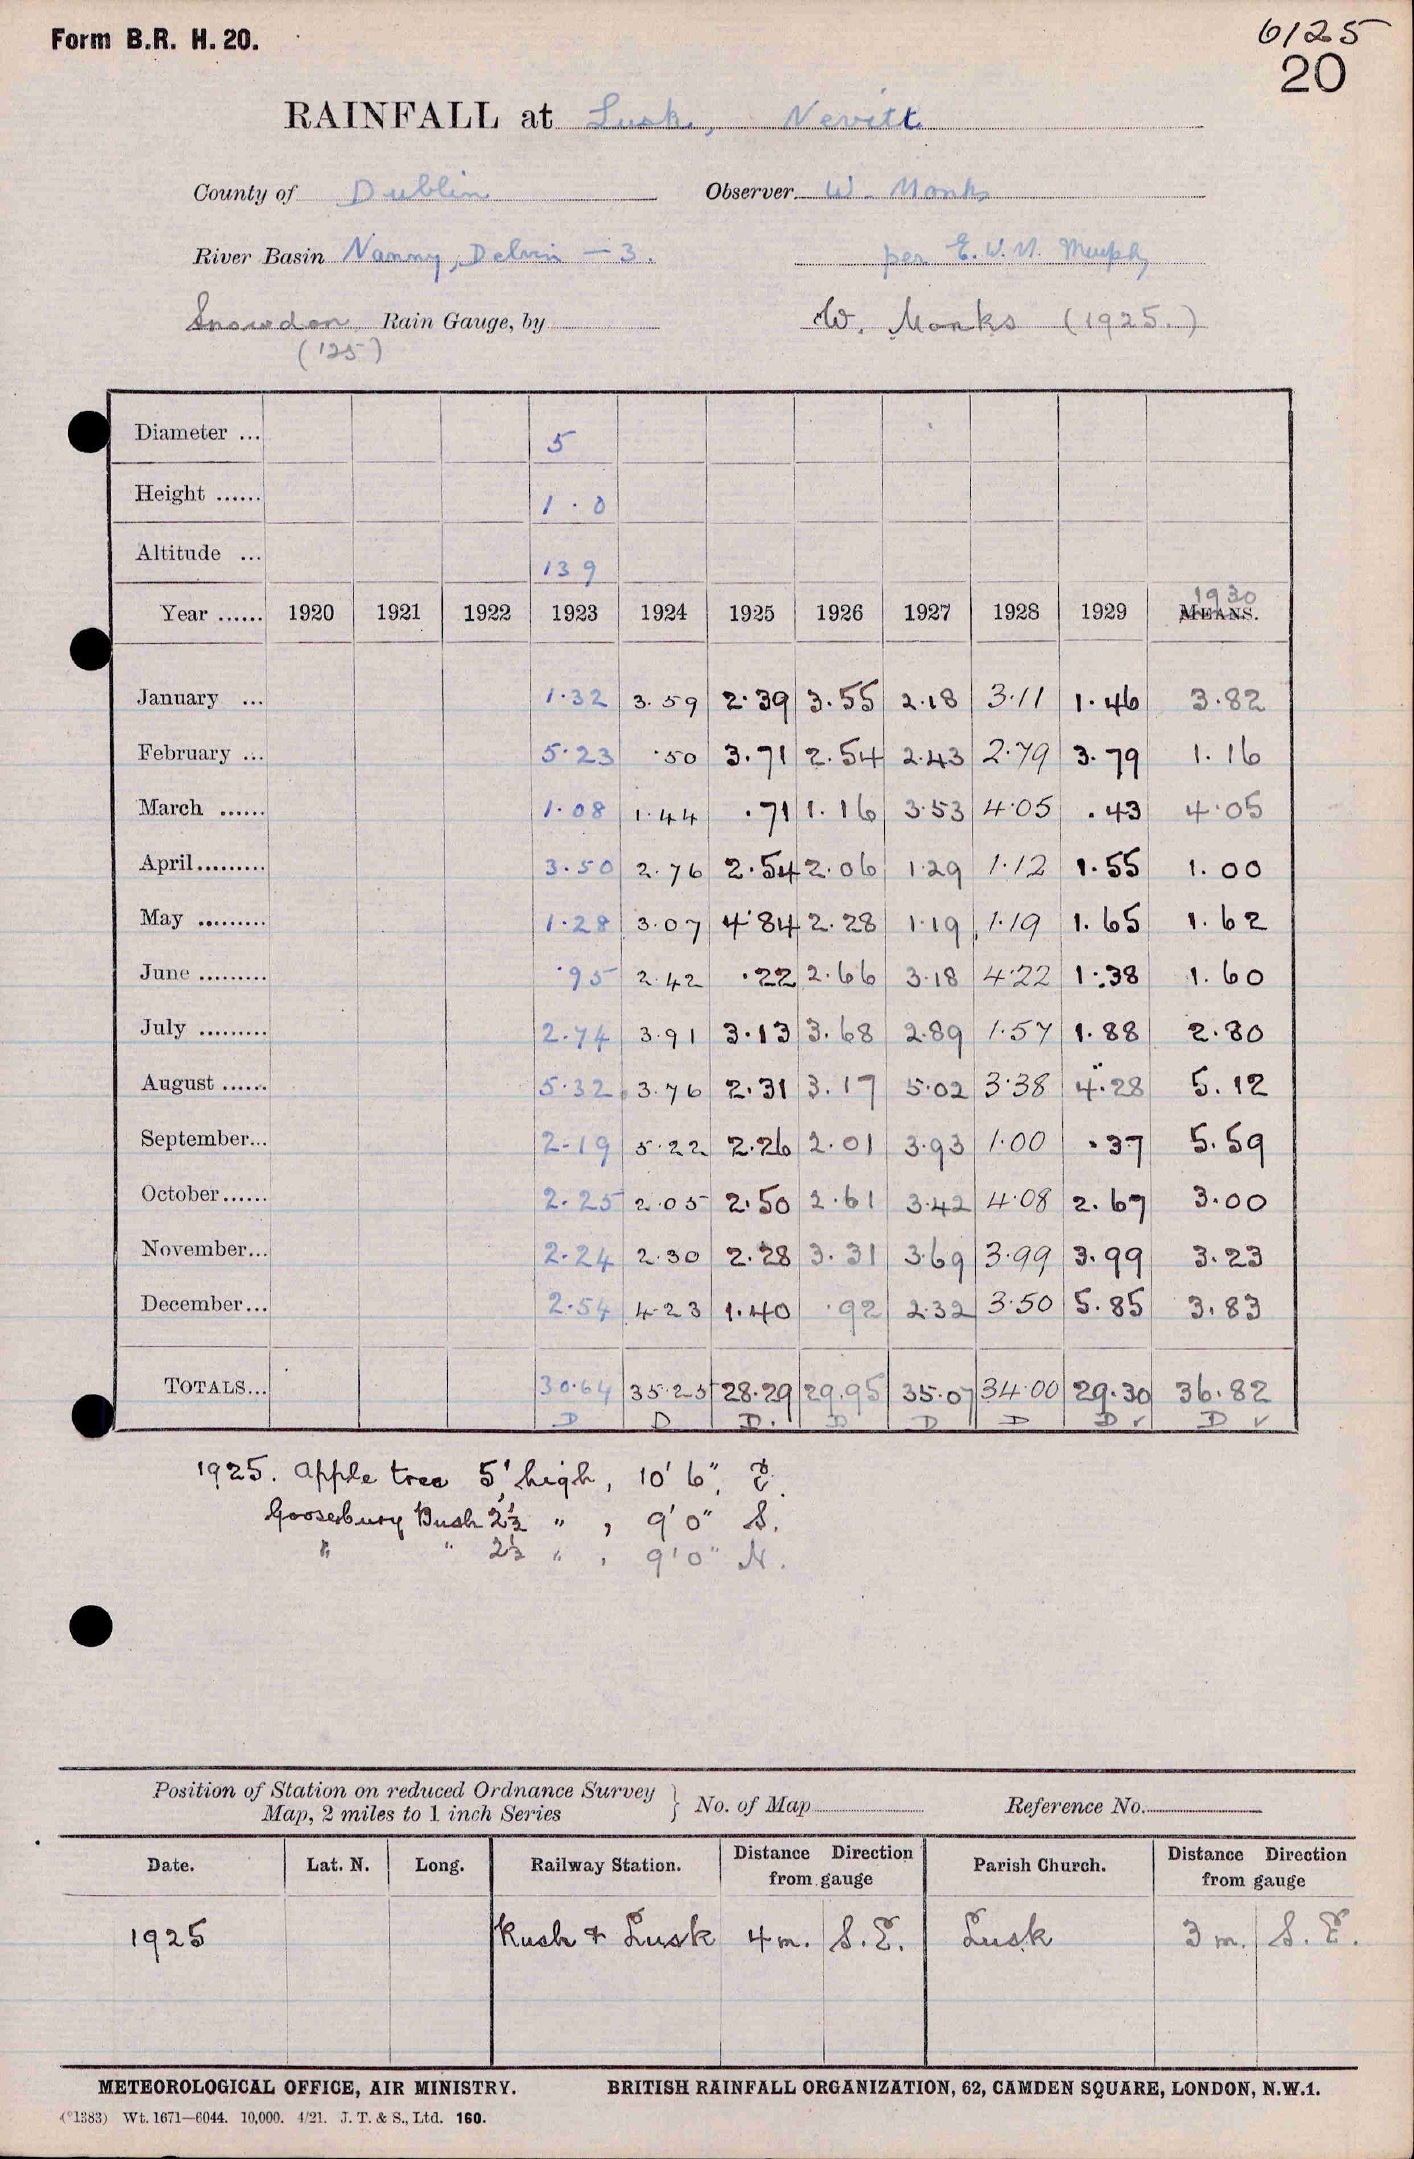 Form B.R. H. 20.
6125
20
RAINFALL at Lusk, Nevitt
County of Dublin Observer W. Monks
River Basin Nanny, Delvin — 3. per E. W. M. Murphy
Snowdon Rain Gauge, by W. Monks (1925.)
('25)
Diameter ... 5
Height ...... 1 . 0
Altitude ... 139
1930
Year ...... 1920 1921 1922 1923 1924 1925 1926 1927 1928 1929 MEANS.
January ... 1.32 3.59 2.39 3.55 2.18 3.11 1.46 3.82
February ... 5.23 .50 3.71 2.54 2.43 2.79 3.79 1.16
March ...... 1.08 1.44 .71 1.16 3.53 4.05 .43 4.05
April......... 3.50 2.76 2.54 2.06 1.29 1.12 1.55 1.00
May ......... 1.28 3.07 4.84 2.28 1.19 1.19 1.65 1.62
June ......... .95 2.42 .22 2.66 3.18 4.22 1.38 1.60
July ......... 2.74 3.91 3.13 3.68 2.89 1.57 1.88 2.80
August ...... 5.32 3.76 2.31 3.17 5.02 3.38 4.28 5.12
September... 2.19 5.22 2.26 2.01 3.93 1.00 .37 5.59
October...... 2.25 2.05 2.50 2.61 3.42 4.08 2.67 3.00
November... 2.24 2.30 2.28 3.31 3.69 3.99 3.99 3.23
December... 2.54 4.23 1.40 .92 2.32 3.50 5.85 3.83
TOTALS... 30.64 35.25 28.29 29.95 35.07 34.00 29.30 36.82
D D D. D D D D ✓ D ✓
1925. Apple tree 5' high, 10' 6" E.
Goosebury Bush 2½ " , 9' 0" S.
" " 2½ " , 9' 0" N.
Position of Station on reduced Ordnance Survey
Map, 2 miles to 1 inch Series } No. of Map Reference No.
Date. Lat. N. Long. Railway Station. Distance Direction from gauge Parish Church. Distance Direction from gauge
1925 Rush & Lusk 4 m. S.E. Lusk 3 m. S.E.
METEOROLOGICAL OFFICE, AIR MINISTRY. BRITISH RAINFALL ORGANIZATION, 62, CAMDEN SQUARE, LONDON, N.W.1.
(*1383) Wt. 1671—6044. 10,000. 4/21. J. T. & S., Ltd. 160.